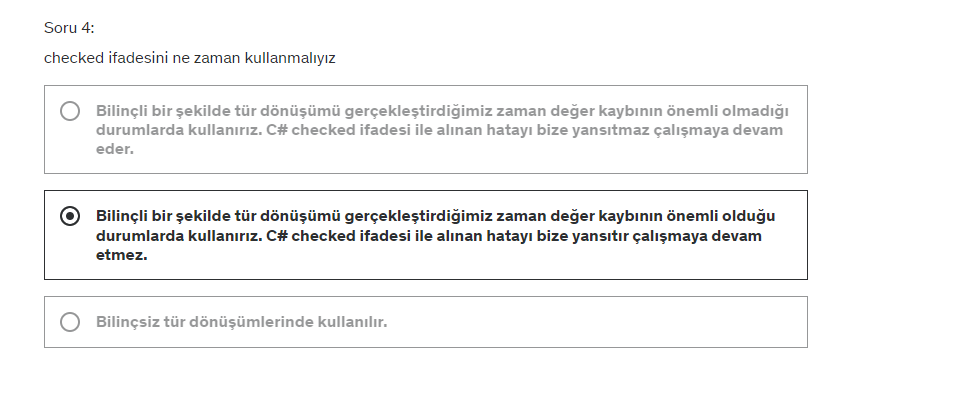 Soru 4:
checked ifadesini ne zaman kullanmalıyız
Bilinçli bir şekilde tür dönüşümü gerçekleştirdiğimiz zaman değer kaybının önemli olmadığı
durumlarda kullanırız. C# checked ifadesi ile alınan hatayı bize yansıtmaz çalışmaya devam
eder.
Bilinçli bir şekilde tür dönüşümü gerçekleştirdiğimiz zaman değer kaybının önemli olduğu
durumlarda kullanırız. C# checked ifadesi ile alınan hatayı bize yansıtır çalışmaya devam
etmez.
Bilinçsiz tür dönüşümlerinde kullanılır.